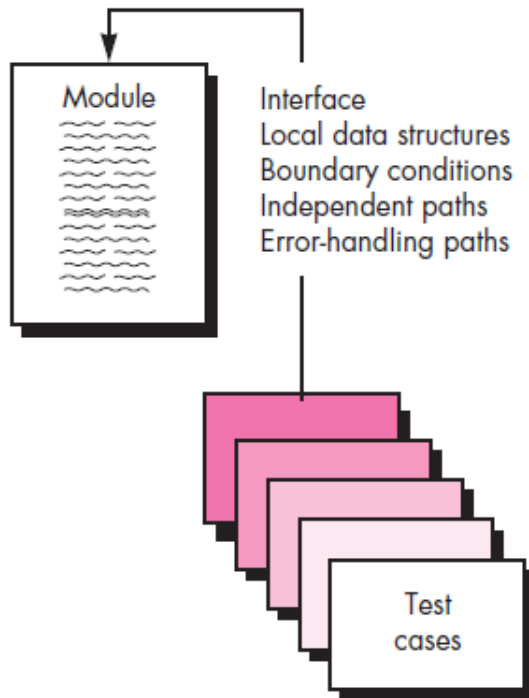 Module
Interface
Local data structures
Boundary conditions
Independent paths
Error-handling paths
Test
cases